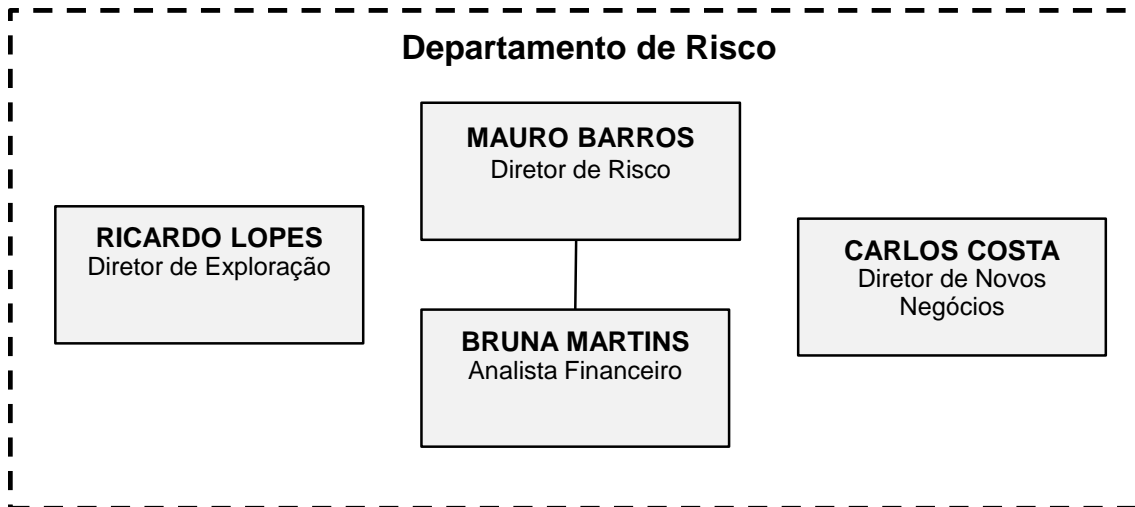 Departamento de Risco
MAURO BARROS
Diretor de Risco
RICARDO LOPES
Diretor de Exploração
CARLOS COSTA
Diretor de Novos
Negócios
BRUNA MARTINS
Analista Financeiro